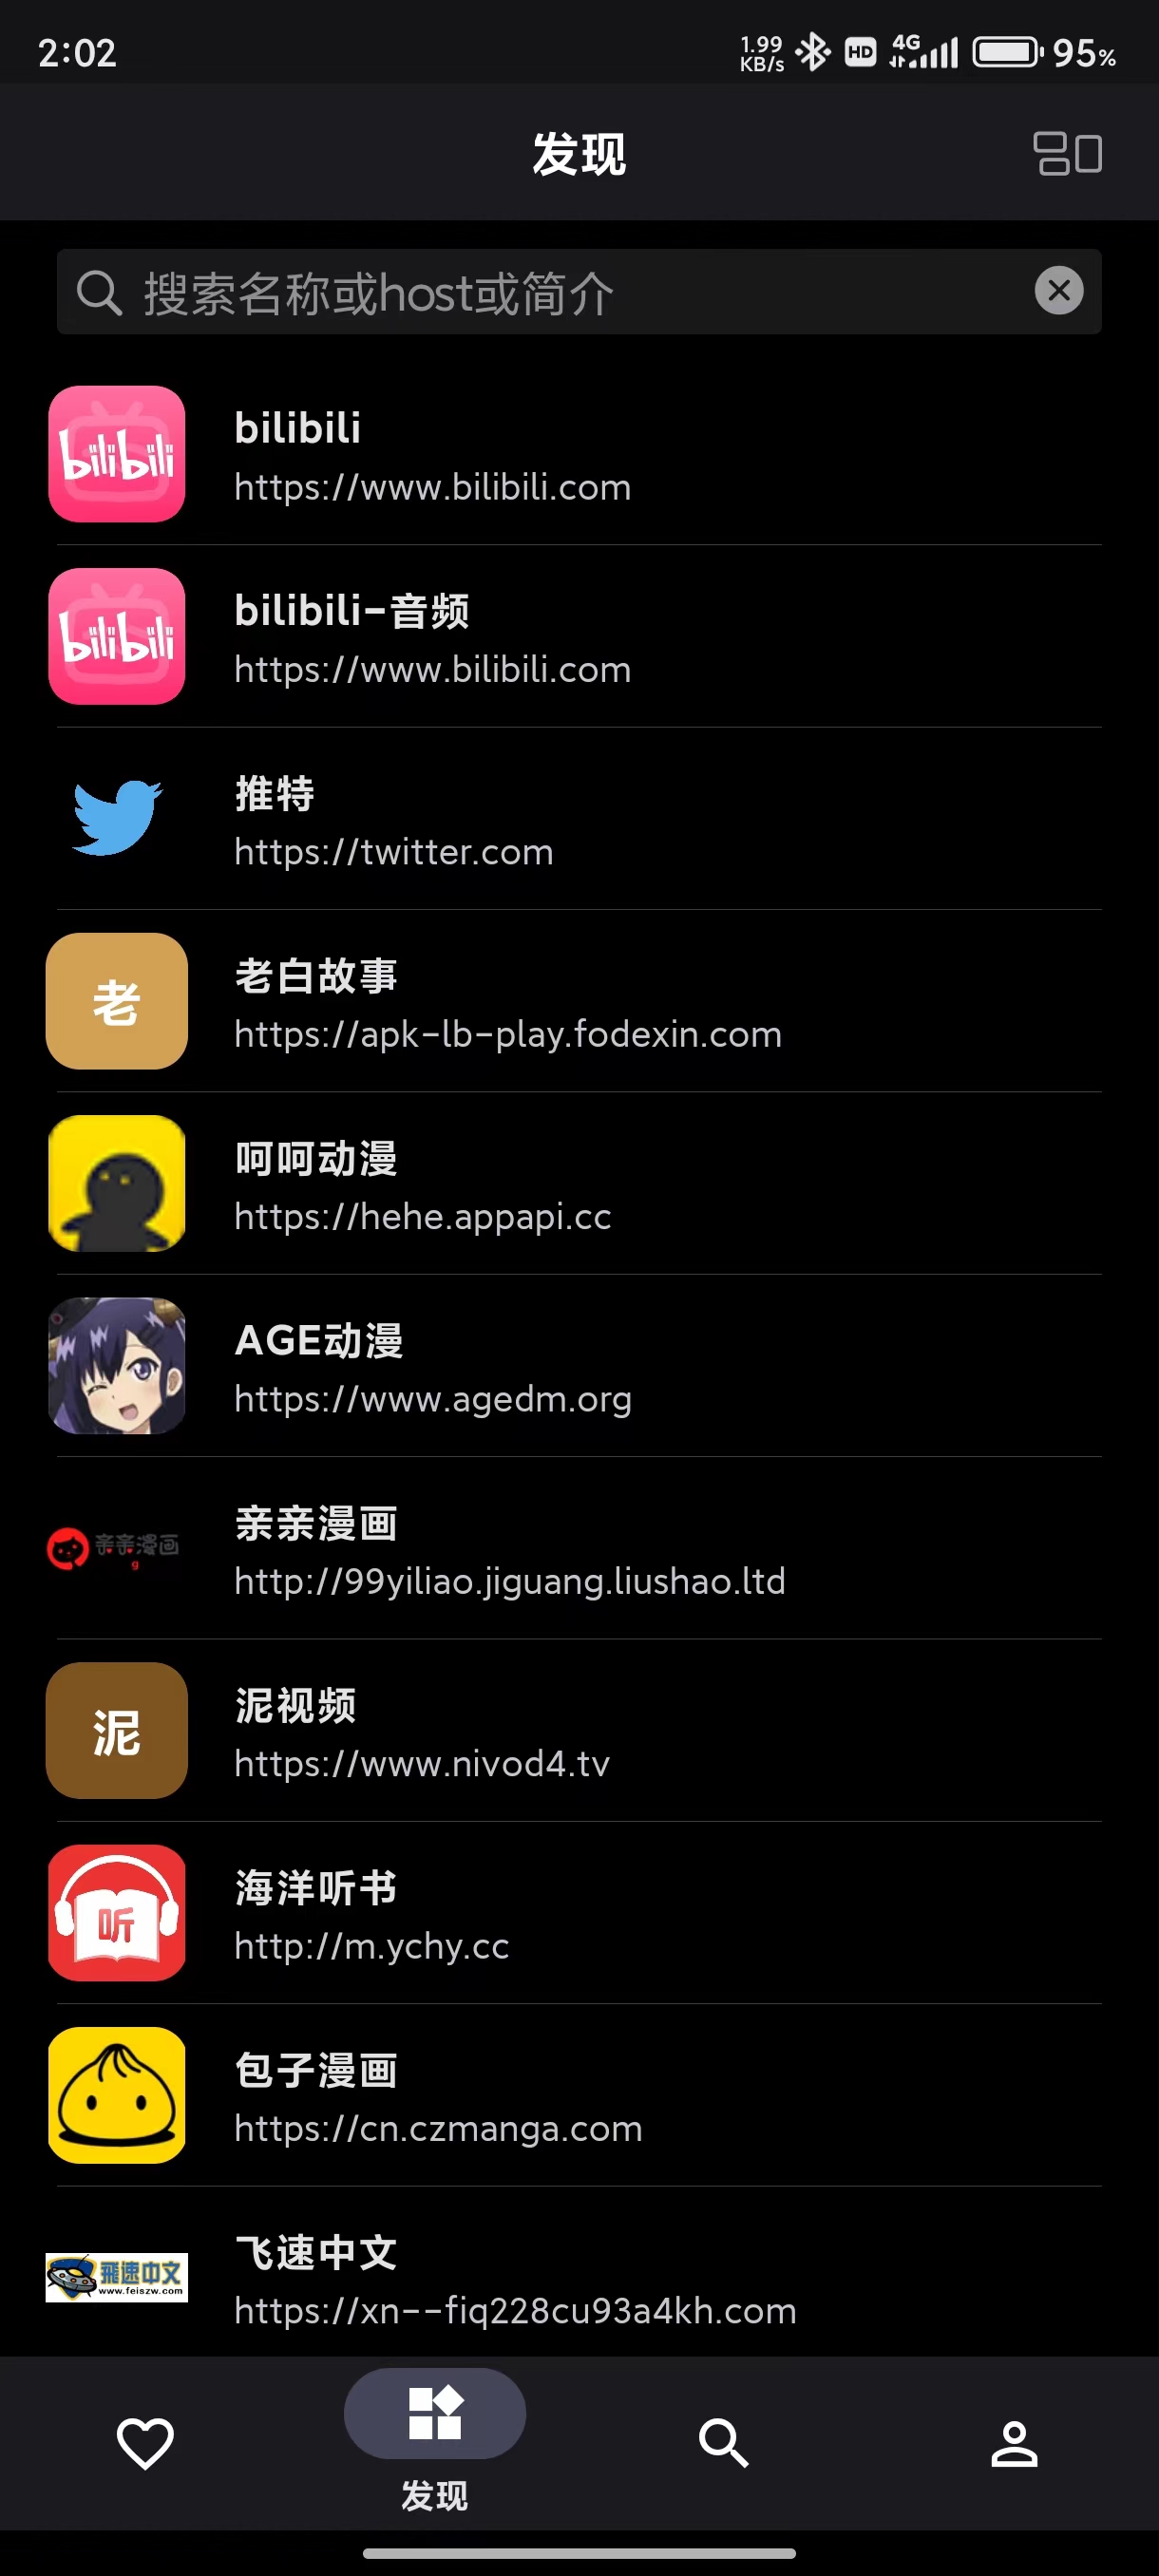 2:02
1.99
KB/s
HD
4G
95%
发现
搜索名称或host或简介
bilibili
bilibili
https://www.bilibili.com
bilibili
bilibili-音频
https://www.bilibili.com
推特
https://twitter.com
老
老白故事
https://apk-lb-play.fodexin.com
呵呵动漫
https://hehe.appapi.cc
AGE动漫
https://www.agedm.org
亲亲漫画
g
亲亲漫画
http://99yiliao.jiguang.liushao.ltd
泥
泥视频
https://www.nivod4.tv
听
海洋听书
http://m.ychy.cc
包子漫画
https://cn.czmanga.com
飛速中文
www.feiszw.com
飞速中文
https://xn--fiq228cu93a4kh.com
发现